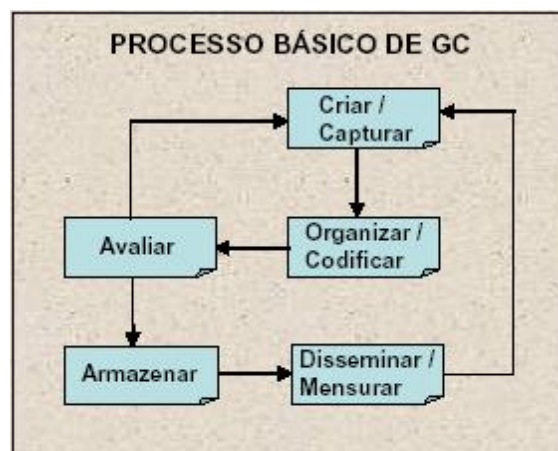 PROCESSO BÁSICO DE GC
Criar /
Capturar
Avaliar
Organizar /
Codificar
Armazenar
Disseminar /
Mensurar